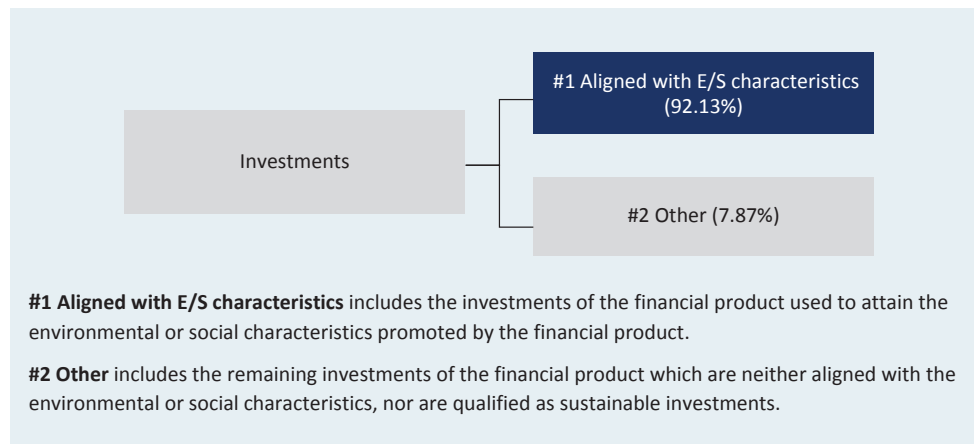 #1 Aligned with E/S characteristics
(92.13%)
Investments
#2 Other (7.87%)
#1 Aligned with E/S characteristics includes the investments of the financial product used to attain the
environmental or social characteristics promoted by the financial product.
#2 Other includes the remaining investments of the financial product which are neither aligned with the
environmental or social characteristics, nor are qualified as sustainable investments.